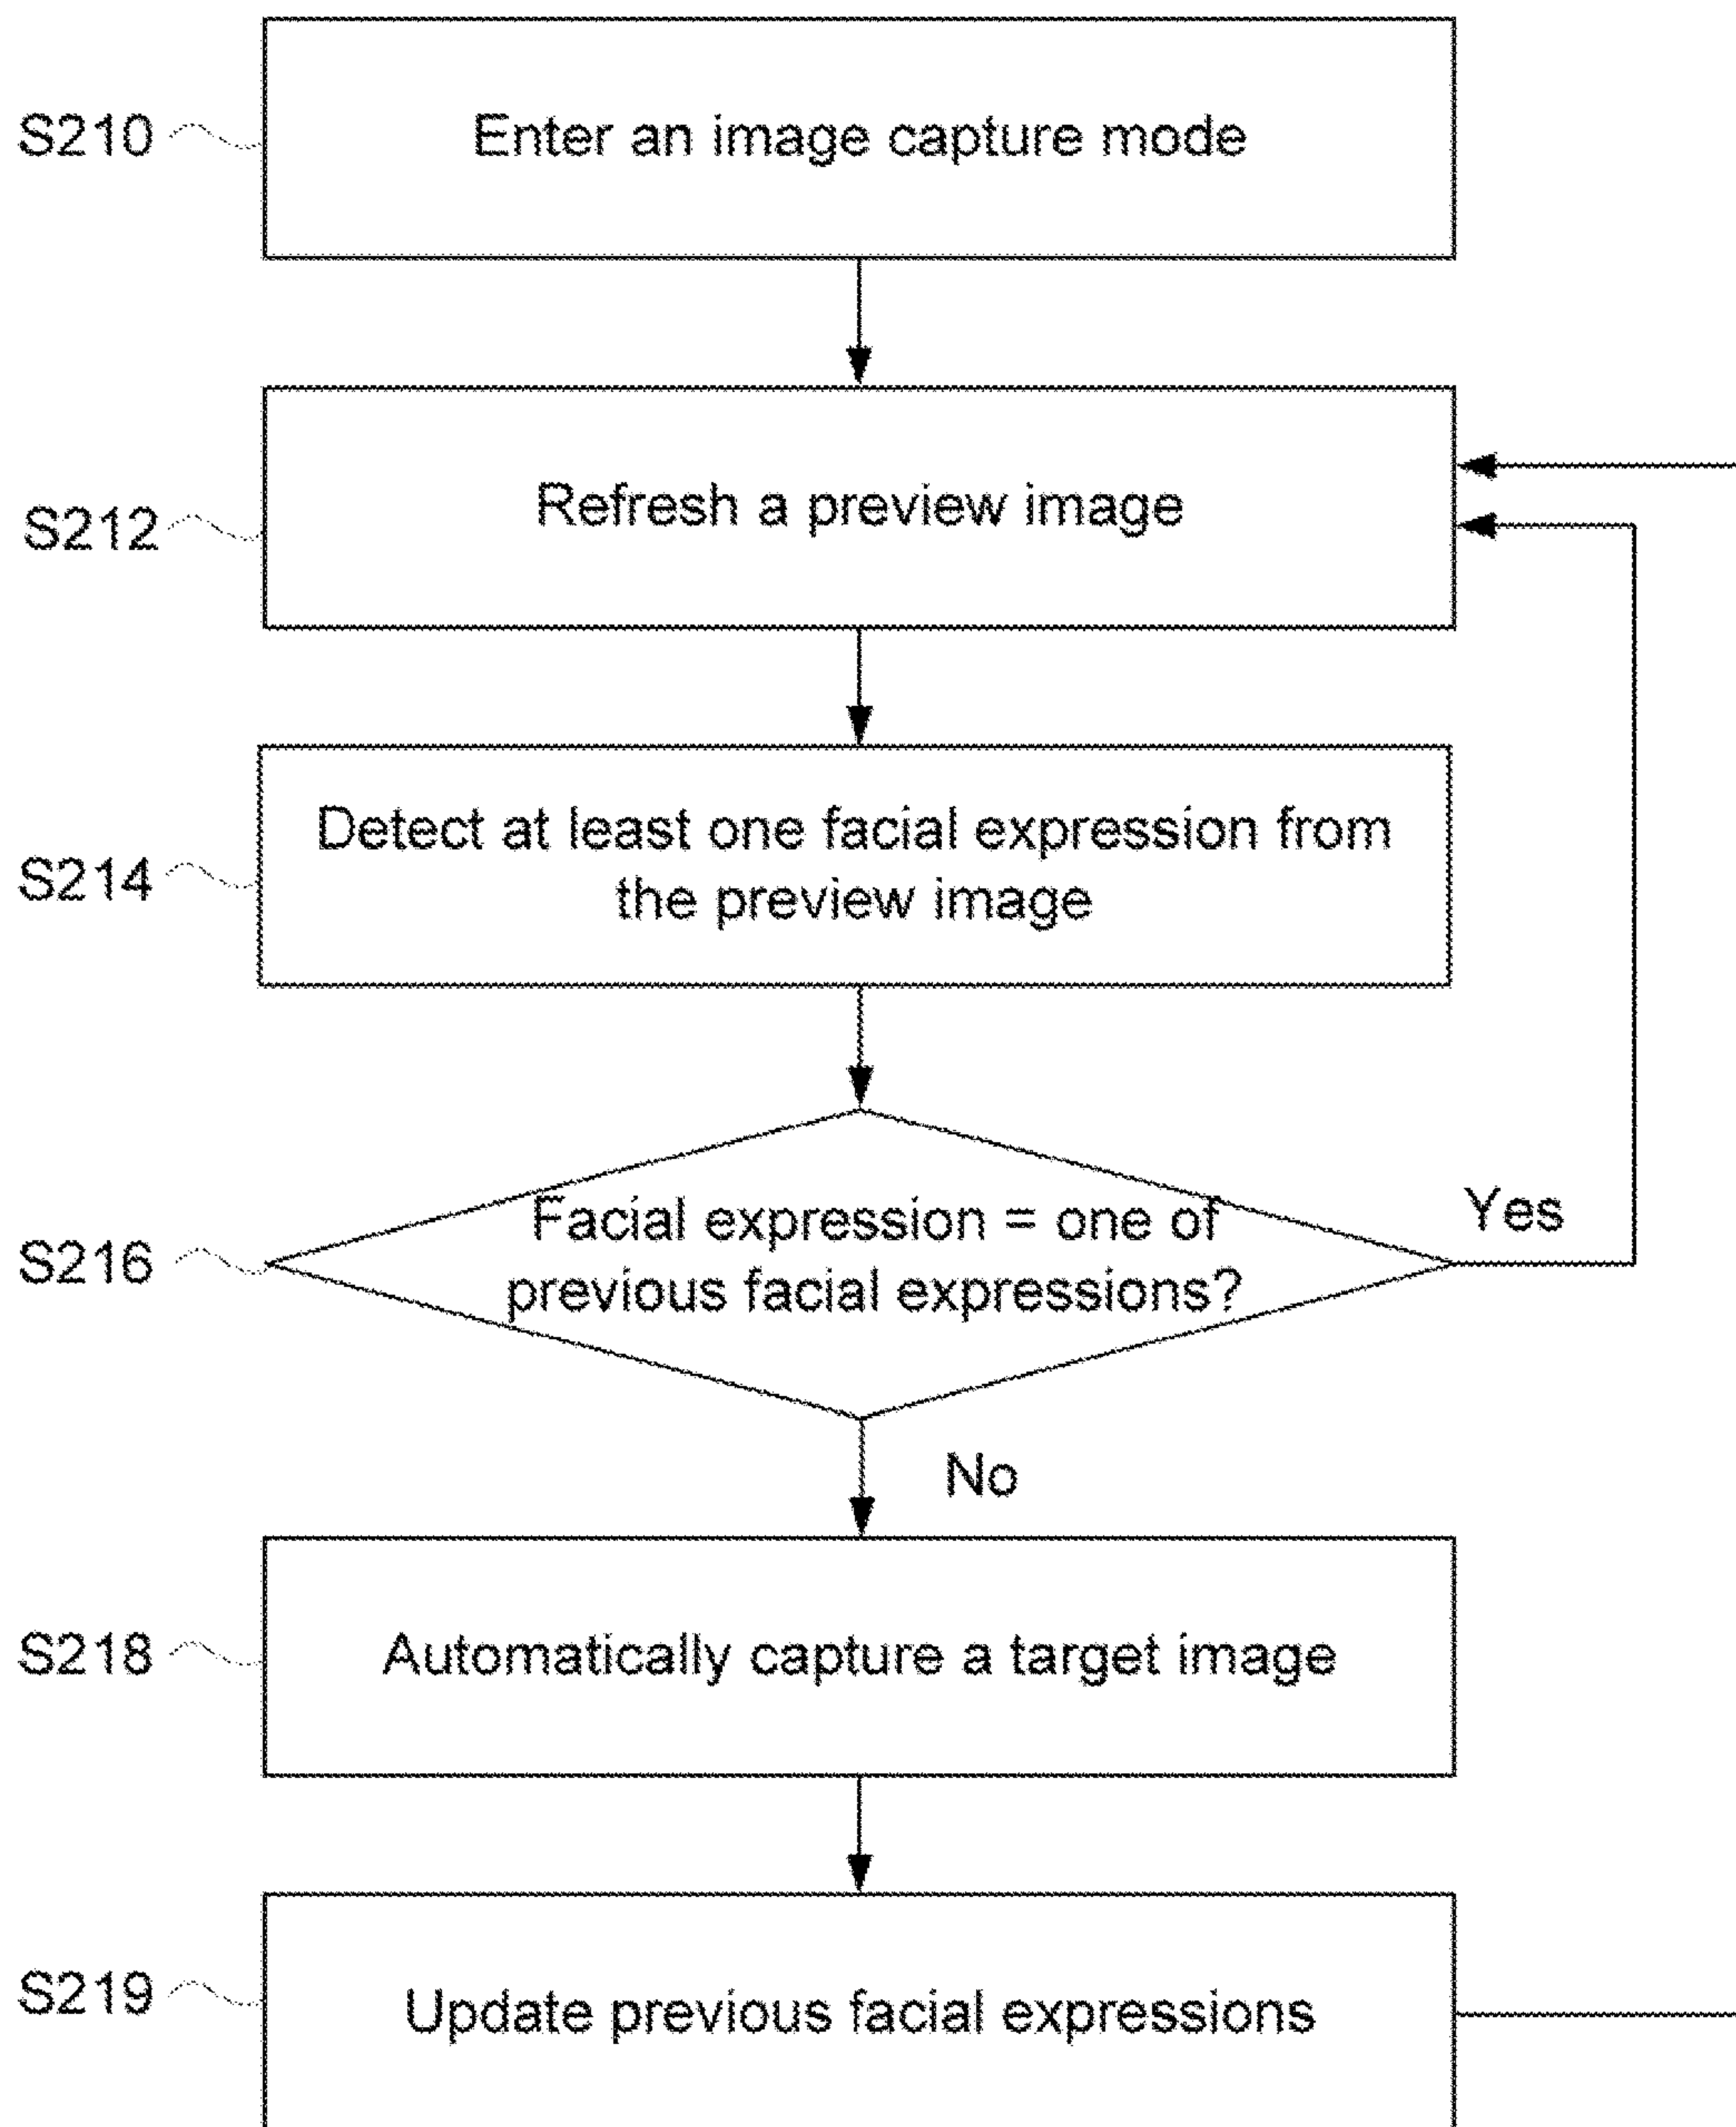 S210
Enter an image capture mode
S212
Refresh a preview image
S214
Detect at least one facial expression from
the preview image
S216
Facial expression = one of
previous facial expressions?
Yes
No
S218
Automatically capture a target image
S219
Update previous facial expressions